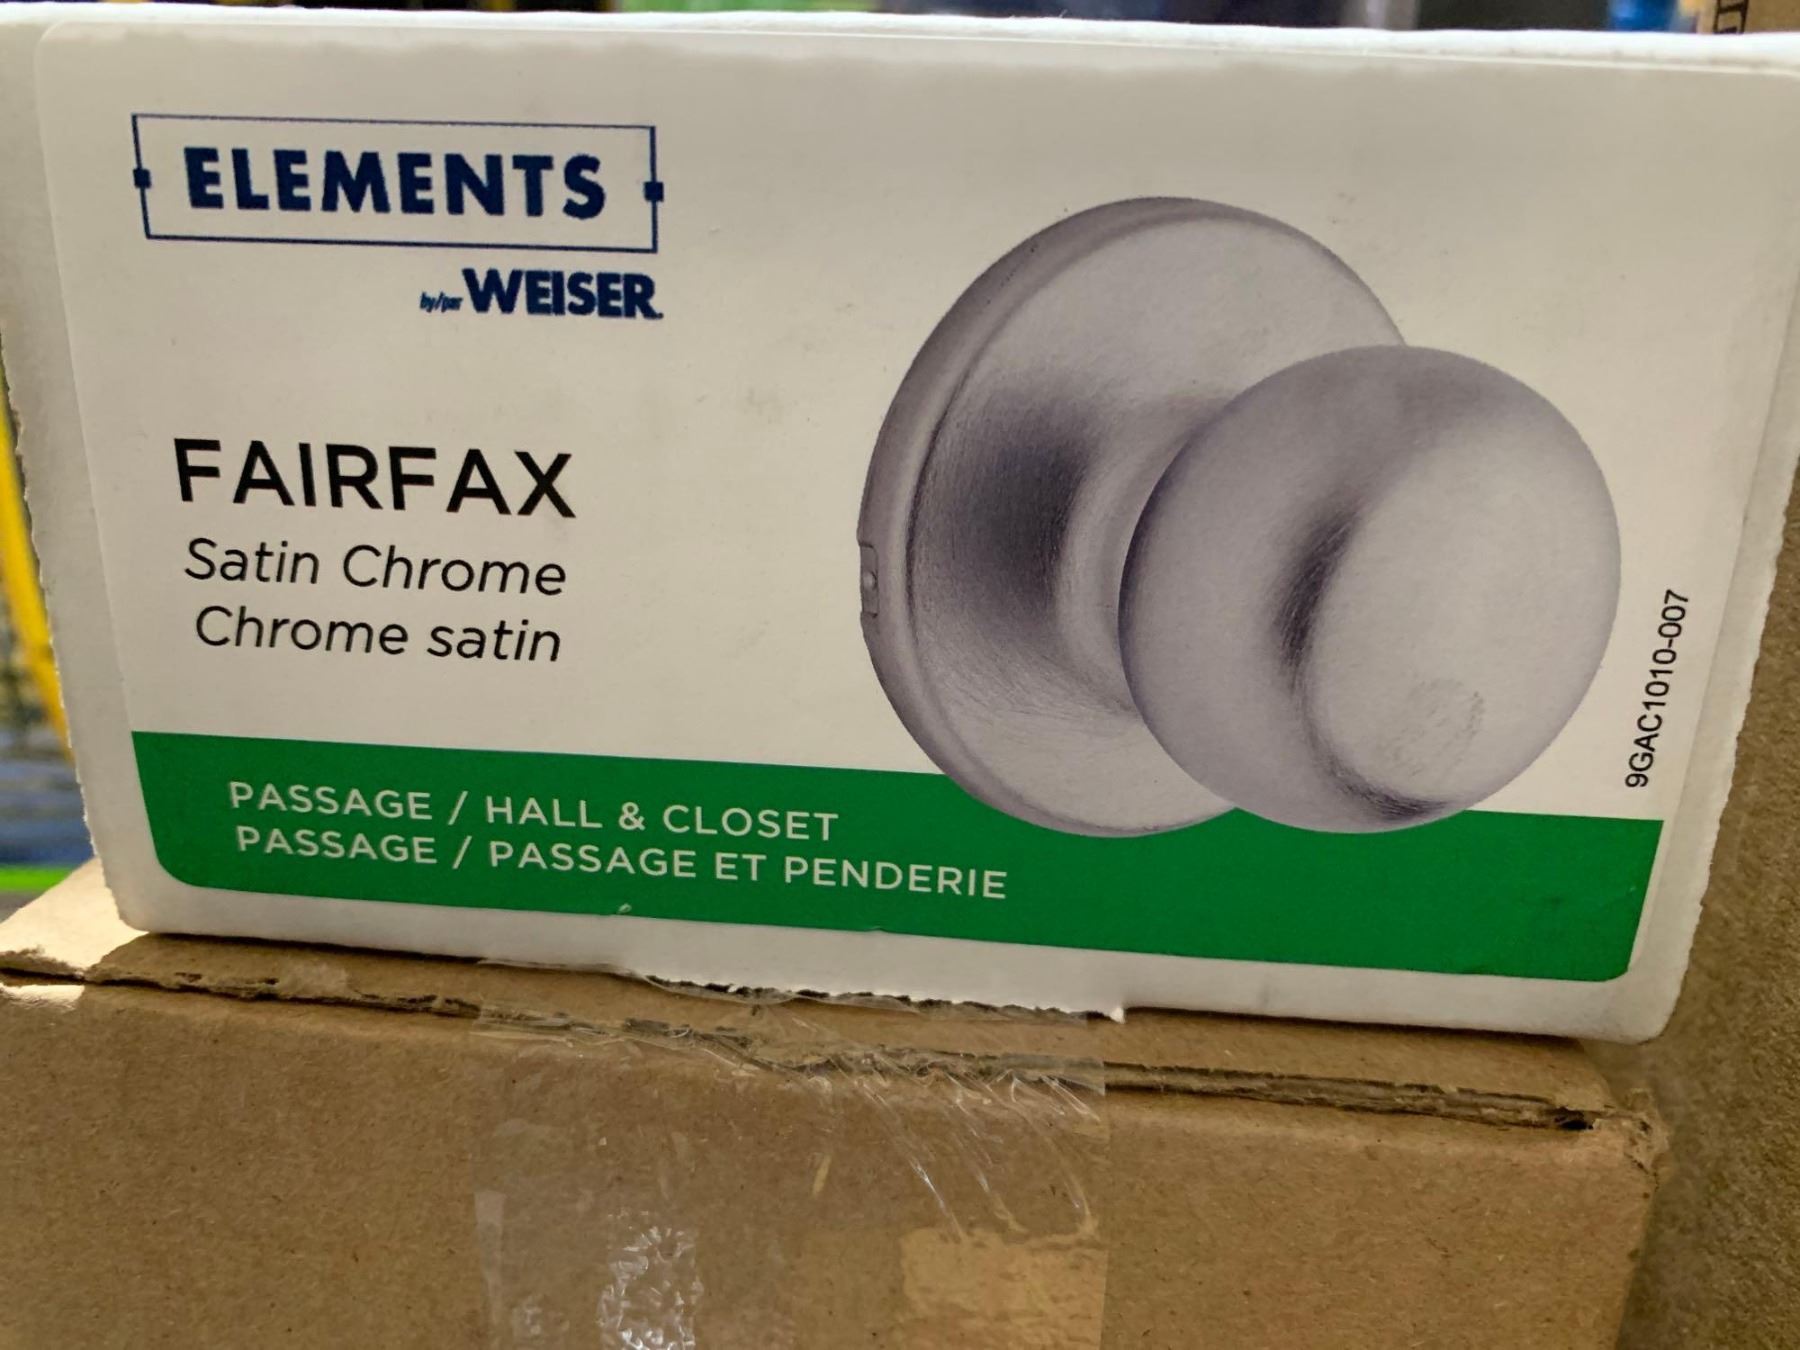 ELEMENTS
by/par WEISER
FAIRFAX
Satin Chrome
Chrome satin
PASSAGE / HALL & CLOSET
PASSAGE / PASSAGE ET PENDERIE
9GAC1010-007